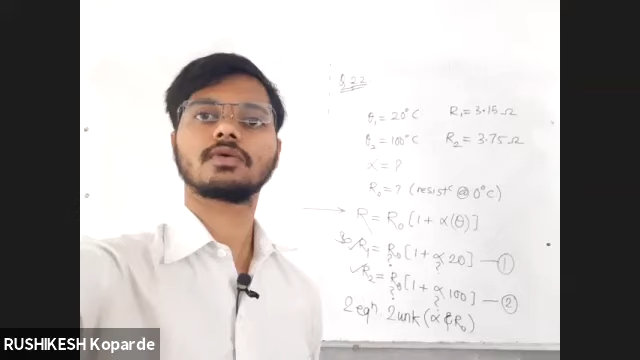 Q.22
θ₁ = 20°C R₁ = 3.15 Ω
θ₂ = 100°C R₂ = 3.75 Ω
α = ?
R₀ = ? (resist^c @ 0°C)
→ R = R₀ [1 + α(θ)]
so ✓R₁ = R₀ [1 + α 20] — ①
? ?
✓R₂ = R₀ [1 + α 100] — ②
? ?
2 eqⁿ, 2 unk (α & R₀)
RUSHIKESH Koparde